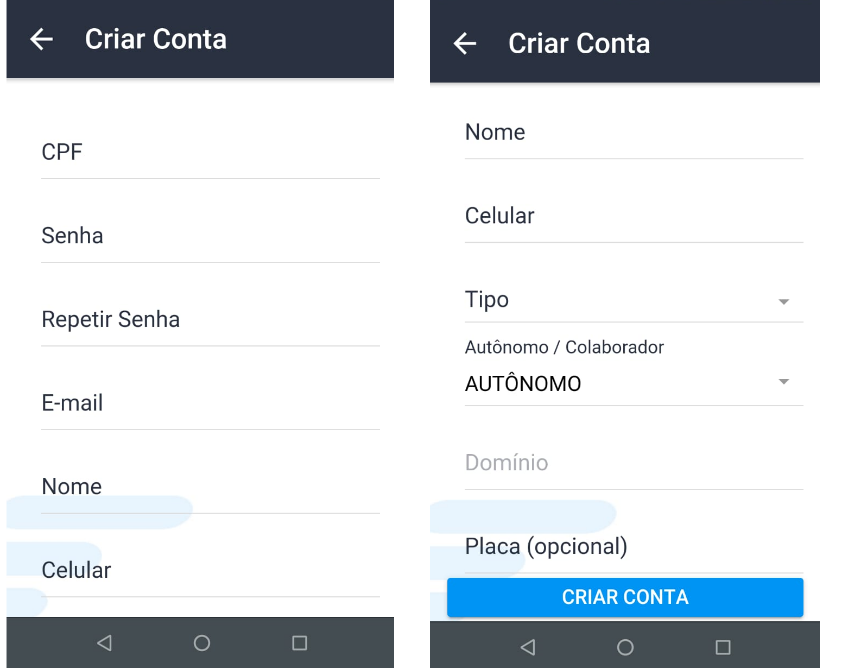 Criar Conta
CPF
Senha
Repetir Senha
E-mail
Nome
Celular
Criar Conta
Nome
Celular
Tipo
Autônomo / Colaborador
AUTÔNOMO
Domínio
Placa (opcional)
CRIAR CONTA